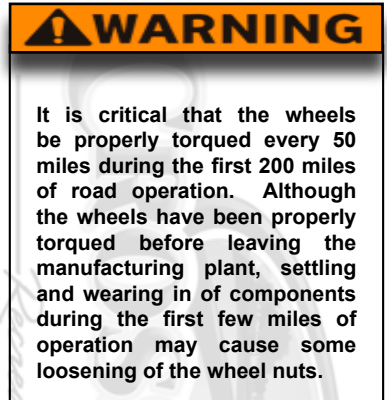 WARNING
It is critical that the wheels
be properly torqued every 50
miles during the first 200 miles
of road operation. Although
the wheels have been properly
torqued before leaving the
manufacturing plant, settling
and wearing in of components
during the first few miles of
operation may cause some
loosening of the wheel nuts.